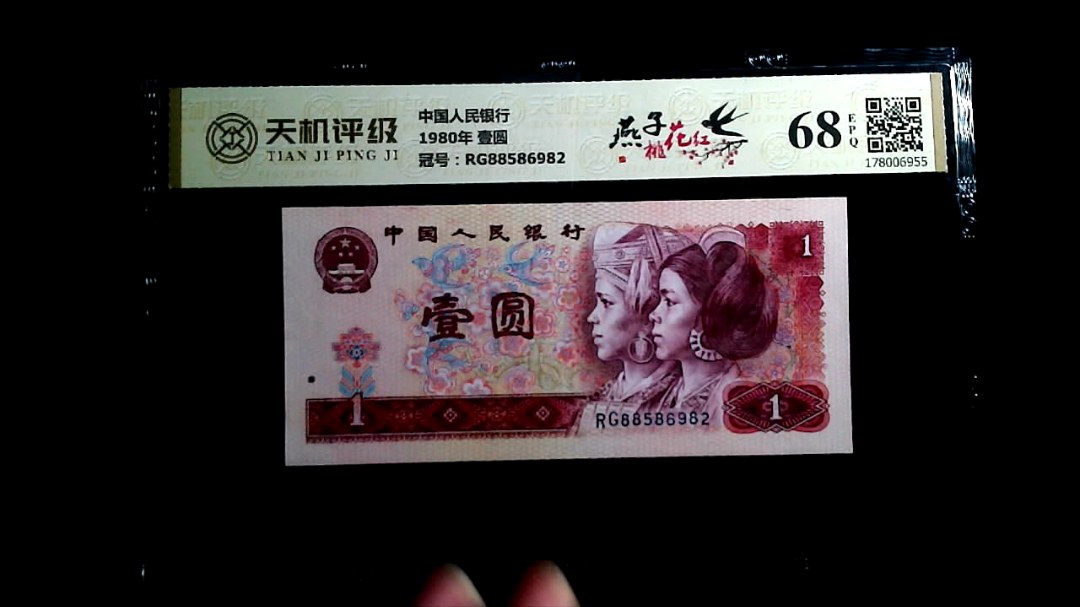 天机评级
TIAN JI PING JI
中国人民银行
1980年 壹圆
冠号：RG88586982
燕子
桃花红
68
EPQ
178006955
中国人民银行
1
壹圆
1
RG88586982
1